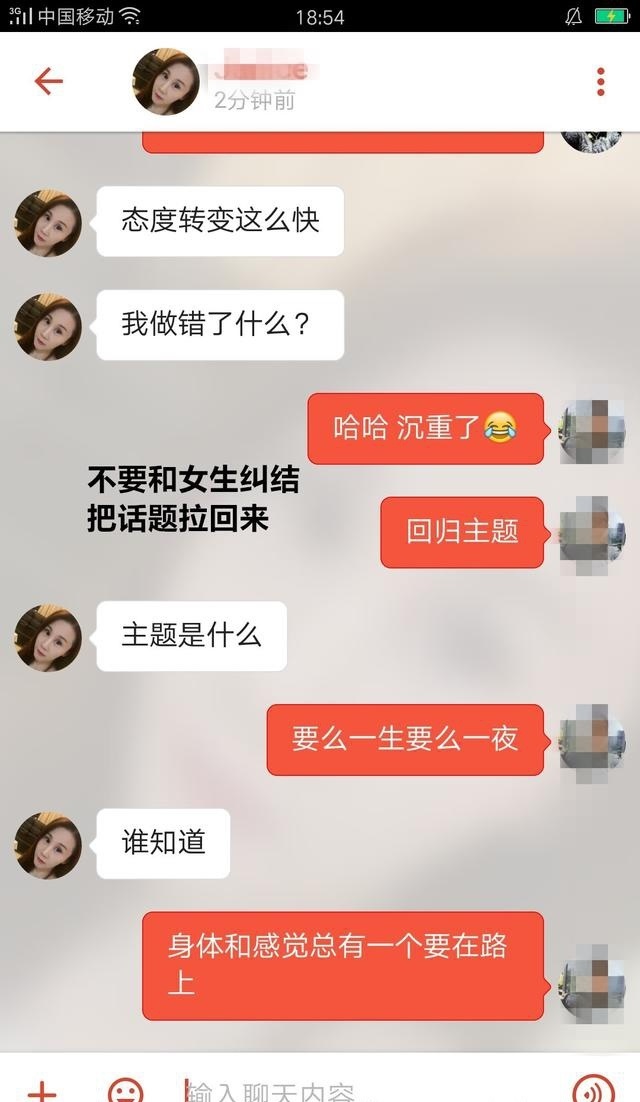 3G 中国移动 18:54
2分钟前
态度转变这么快
我做错了什么?
哈哈 沉重了😂
不要和女生纠结
把话题拉回来
回归主题
主题是什么
要么一生要么一夜
谁知道
身体和感觉总有一个要在路
上
输入聊天内容